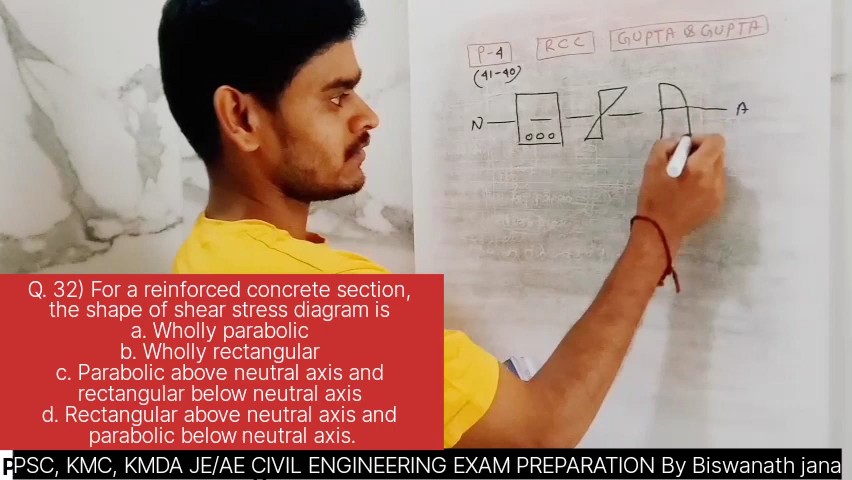 P-4 RCC GUPTA & GUPTA
(41-40)
N A
Q. 32) For a reinforced concrete section,
the shape of shear stress diagram is
a. Wholly parabolic
b. Wholly rectangular
c. Parabolic above neutral axis and
rectangular below neutral axis
d. Rectangular above neutral axis and
parabolic below neutral axis.
PPSC, KMC, KMDA JE/AE CIVIL ENGINEERING EXAM PREPARATION By Biswanath jana